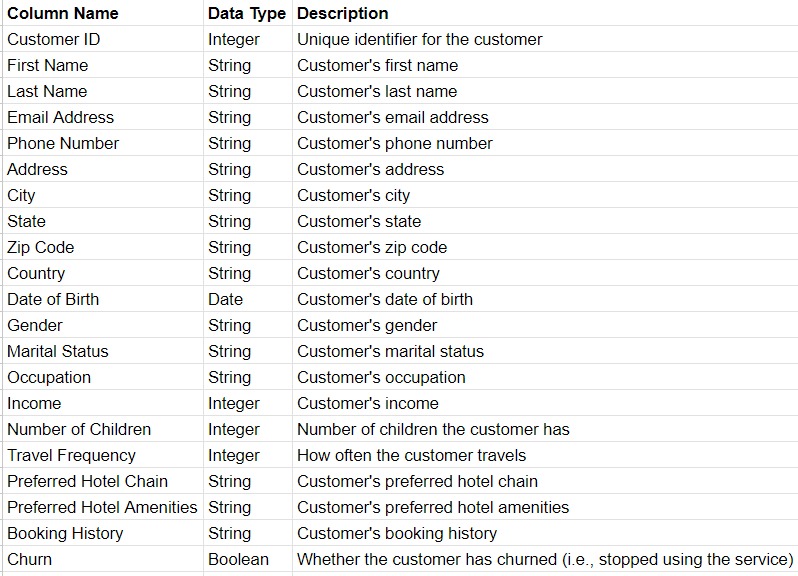 Column Name Data Type Description
Customer ID Integer Unique identifier for the customer
First Name String Customer's first name
Last Name String Customer's last name
Email Address String Customer's email address
Phone Number String Customer's phone number
Address String Customer's address
City String Customer's city
State String Customer's state
Zip Code String Customer's zip code
Country String Customer's country
Date of Birth Date Customer's date of birth
Gender String Customer's gender
Marital Status String Customer's marital status
Occupation String Customer's occupation
Income Integer Customer's income
Number of Children Integer Number of children the customer has
Travel Frequency Integer How often the customer travels
Preferred Hotel Chain String Customer's preferred hotel chain
Preferred Hotel Amenities String Customer's preferred hotel amenities
Booking History String Customer's booking history
Churn Boolean Whether the customer has churned (i.e., stopped using the service)